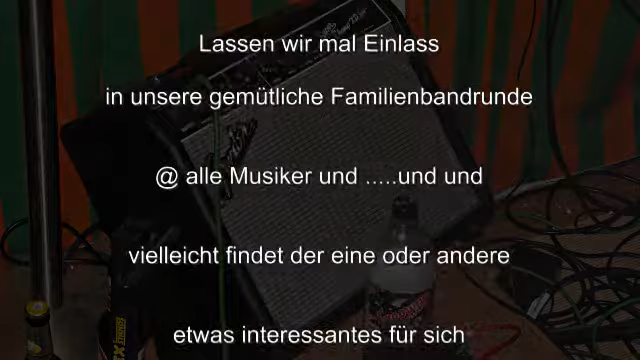 Lassen wir mal Einlass
in unsere gemütliche Familienbandrunde
@ alle Musiker und .....und und
vielleicht findet der eine oder andere
etwas interessantes für sich